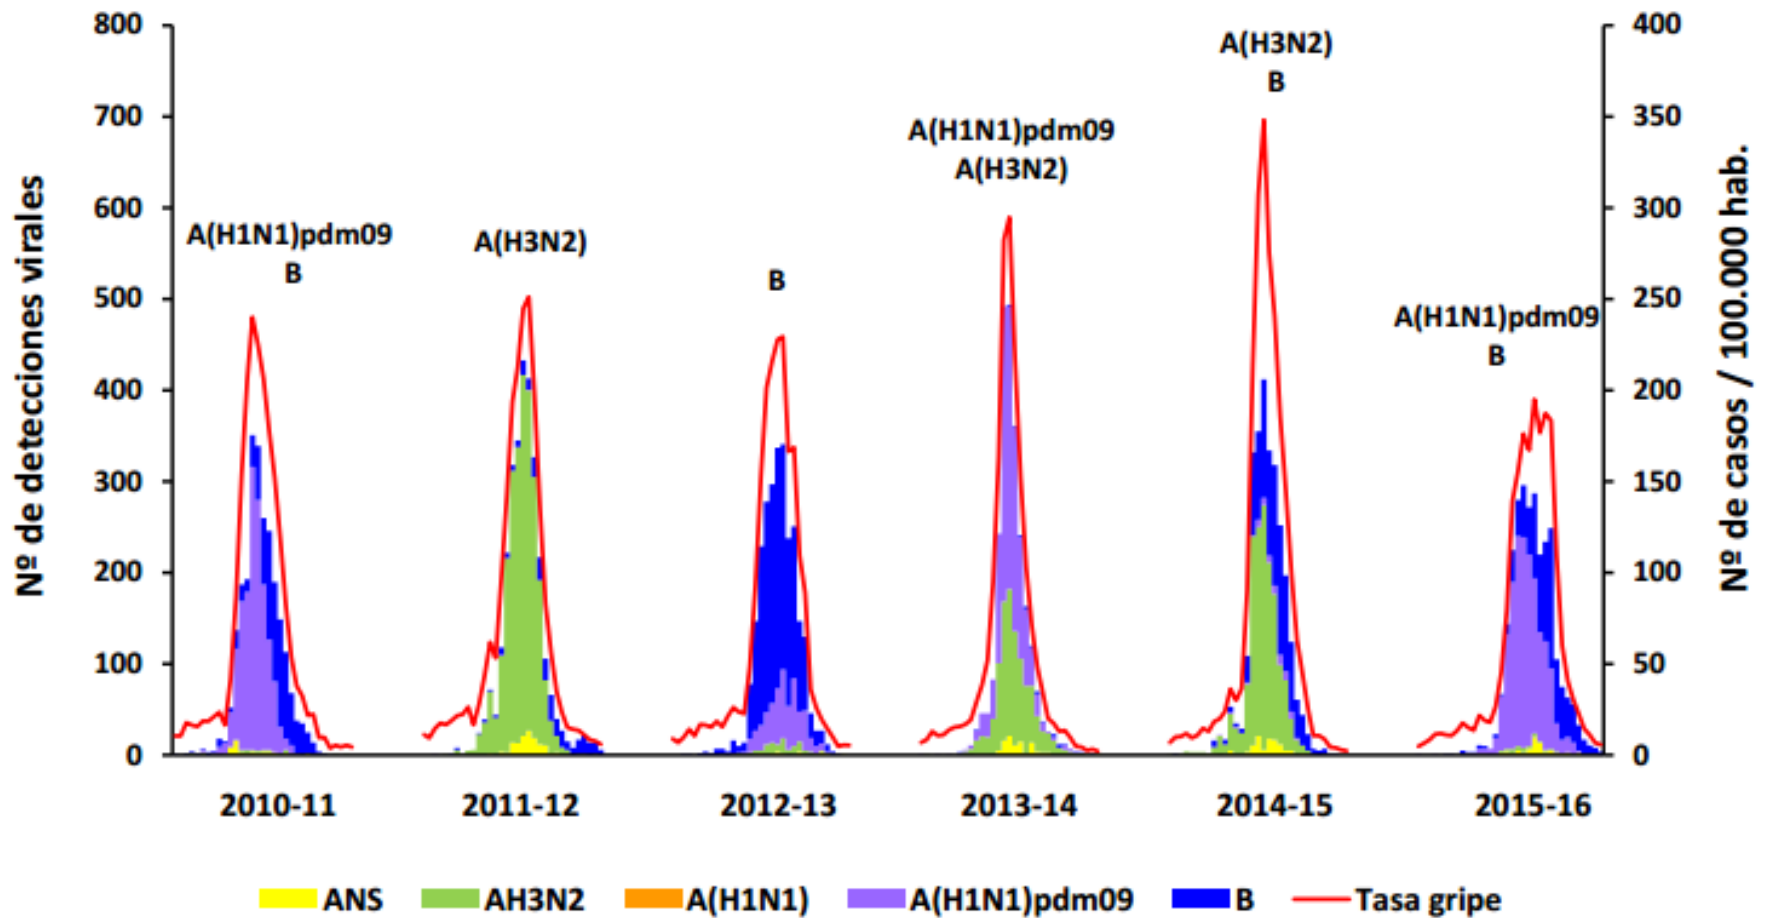 800
700
600
500
400
300
200
100
0
Nº de detecciones virales
400
350
300
250
200
150
100
50
0
Nº de casos / 100.000 hab.
A(H1N1)pdm09
B
A(H3N2)
B
A(H1N1)pdm09
A(H3N2)
A(H3N2)
B
A(H1N1)pdm09
B
2010-11 2011-12 2012-13 2013-14 2014-15 2015-16
ANS AH3N2 A(H1N1) A(H1N1)pdm09 B Tasa gripe